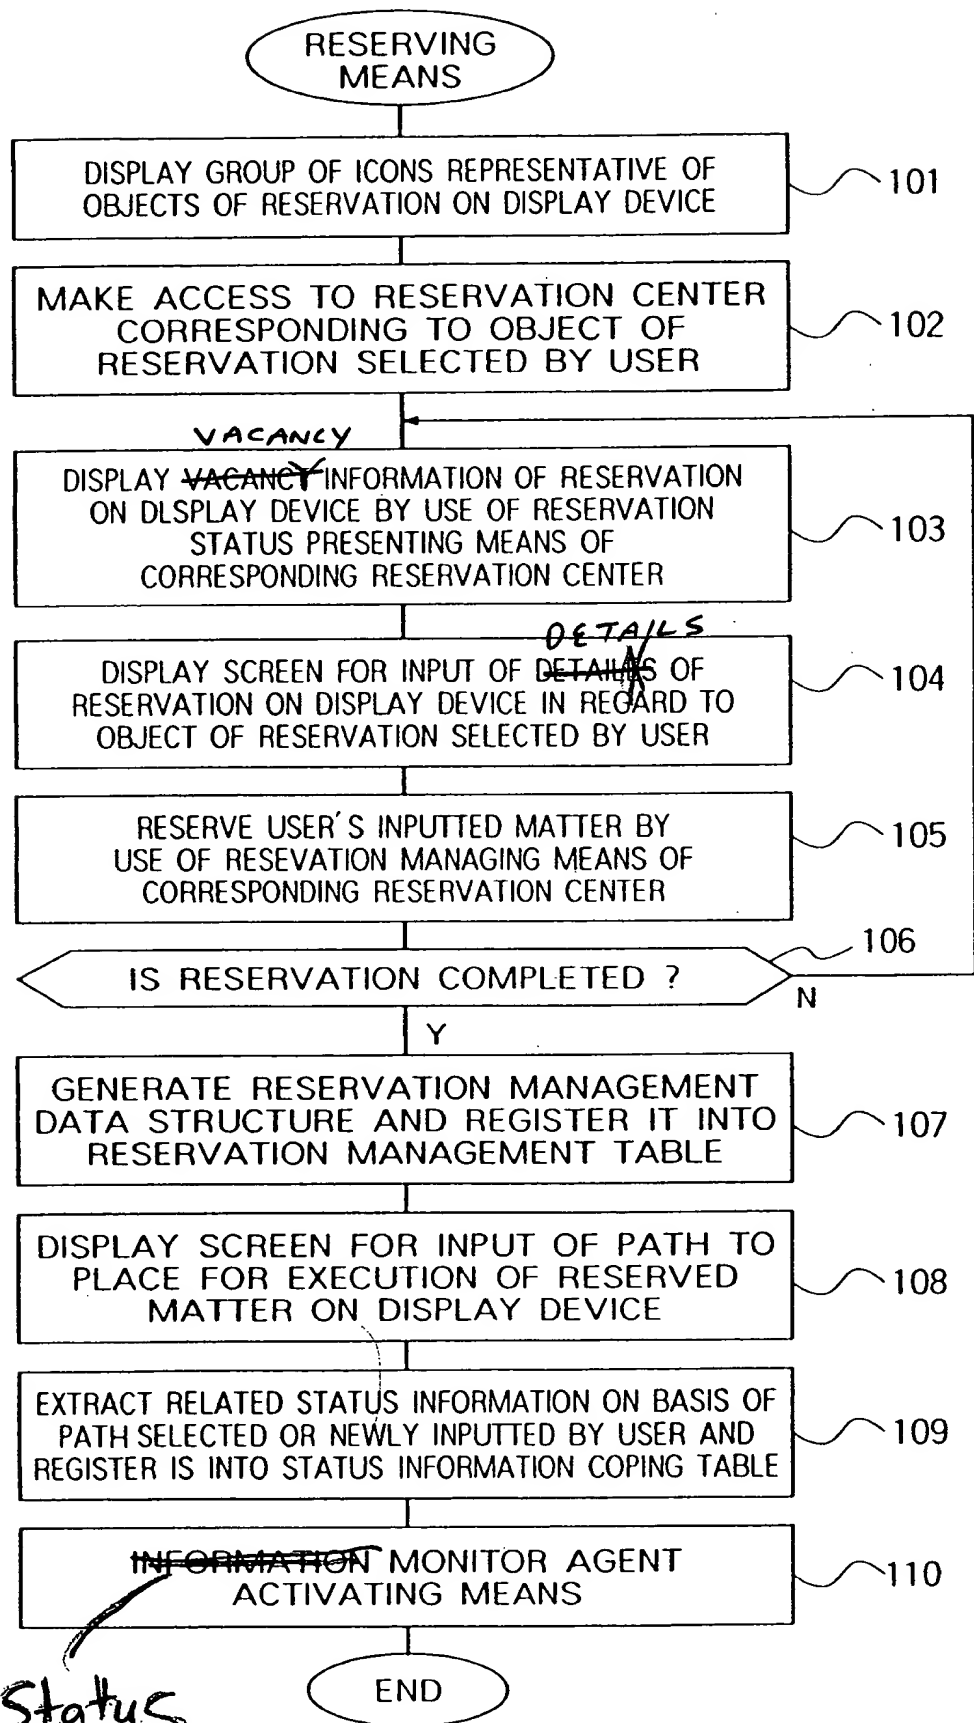 RESERVING
MEANS
DISPLAY GROUP OF ICONS REPRESENTATIVE OF
OBJECTS OF RESERVATION ON DISPLAY DEVICE
101
MAKE ACCESS TO RESERVATION CENTER
CORRESPONDING TO OBJECT OF
RESERVATION SELECTED BY USER
102
VACANCY
DISPLAY VACANCY INFORMATION OF RESERVATION
ON DLSPLAY DEVICE BY USE OF RESERVATION
STATUS PRESENTING MEANS OF
CORRESPONDING RESERVATION CENTER
103
DETAILS
DISPLAY SCREEN FOR INPUT OF DETAILES OF
RESERVATION ON DISPLAY DEVICE IN REGARD TO
OBJECT OF RESERVATION SELECTED BY USER
104
RESERVE USER'S INPUTTED MATTER BY
USE OF RESEVATION MANAGING MEANS OF
CORRESPONDING RESERVATION CENTER
105
IS RESERVATION COMPLETED ?
106
N
Y
GENERATE RESERVATION MANAGEMENT
DATA STRUCTURE AND REGISTER IT INTO
RESERVATION MANAGEMENT TABLE
107
DISPLAY SCREEN FOR INPUT OF PATH TO
PLACE FOR EXECUTION OF RESERVED
MATTER ON DISPLAY DEVICE
108
EXTRACT RELATED STATUS INFORMATION ON BASIS OF
PATH SELECTED OR NEWLY INPUTTED BY USER AND
REGISTER IS INTO STATUS INFORMATION COPING TABLE
109
INFORMATION MONITOR AGENT
ACTIVATING MEANS
110
Status
END